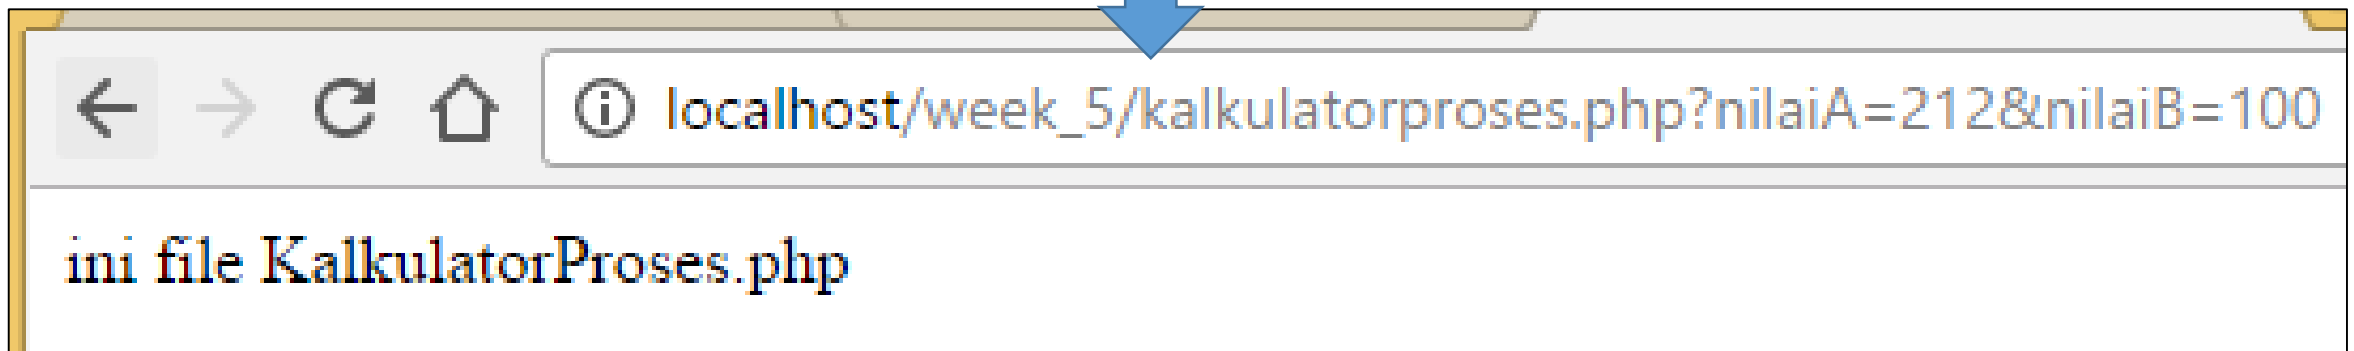 localhost/week_5/kalkulatorproses.php?nilaiA=212&nilaiB=100
ini file KalkulatorProses.php